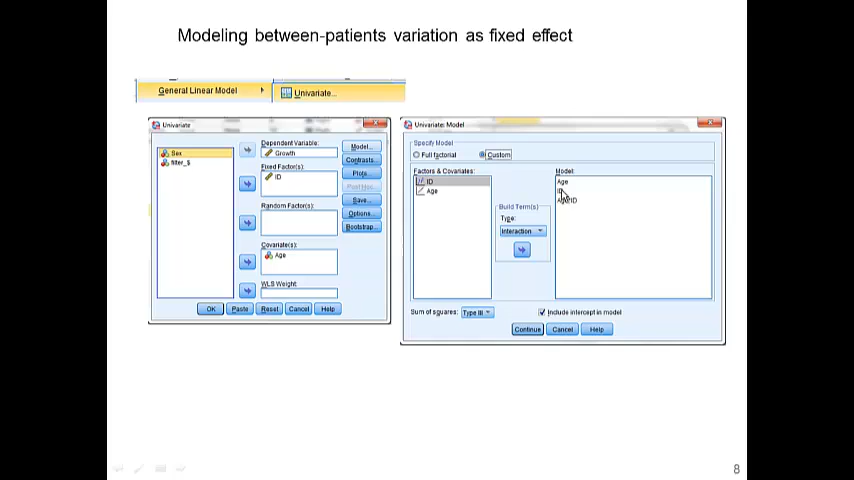 Modeling between-patients variation as fixed effect
General Linear Model
Univariate...
Univariate
Sex
filter_$
Dependent Variable:
Growth
Fixed Factor(s):
ID
Random Factor(s):
Covariate(s):
Age
WLS Weight:
Model...
Contrasts...
Plots
Save...
Options...
Bootstrap...
OK
Paste
Reset
Cancel
Help
Univariate: Model
Specify Model
Full factorial
Custom
Factors & Covariates:
ID
Age
Build Term(s)
Type:
Interaction
Model:
Age
Sum of squares:
Type III
Include intercept in model
Continue
Cancel
Help
8